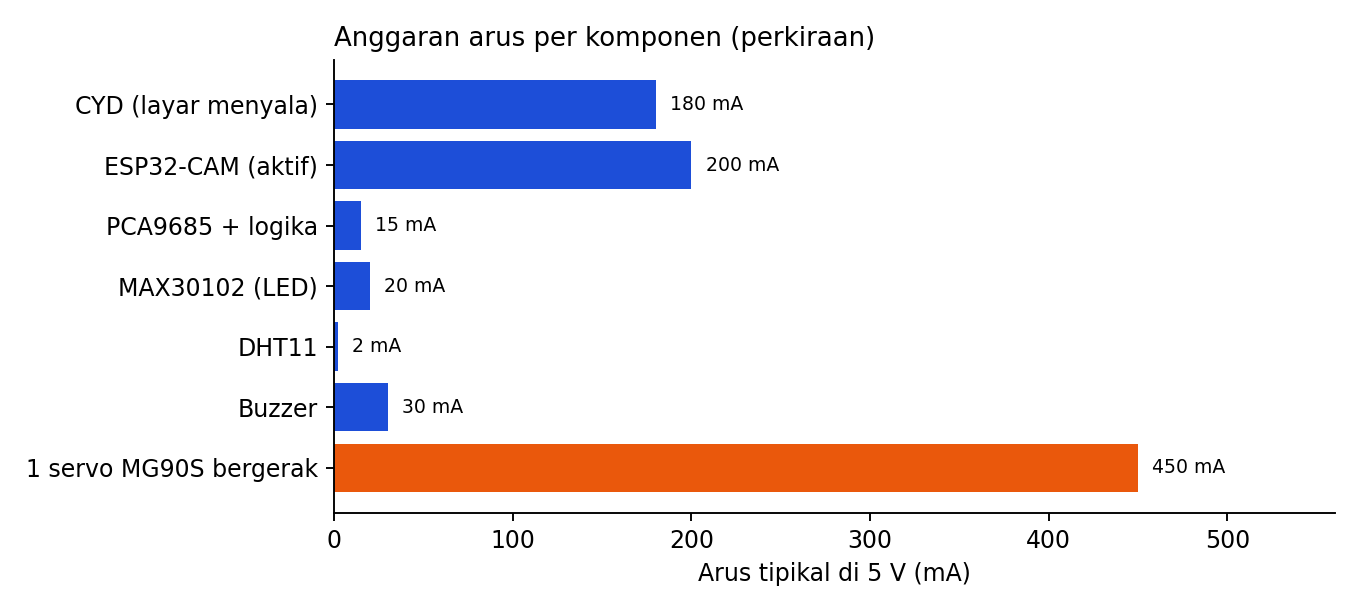 Anggaran arus per komponen (perkiraan)
CYD (layar menyala) 180 mA
ESP32-CAM (aktif) 200 mA
PCA9685 + logika 15 mA
MAX30102 (LED) 20 mA
DHT11 2 mA
Buzzer 30 mA
1 servo MG90S bergerak 450 mA
0 100 200 300 400 500
Arus tipikal di 5 V (mA)